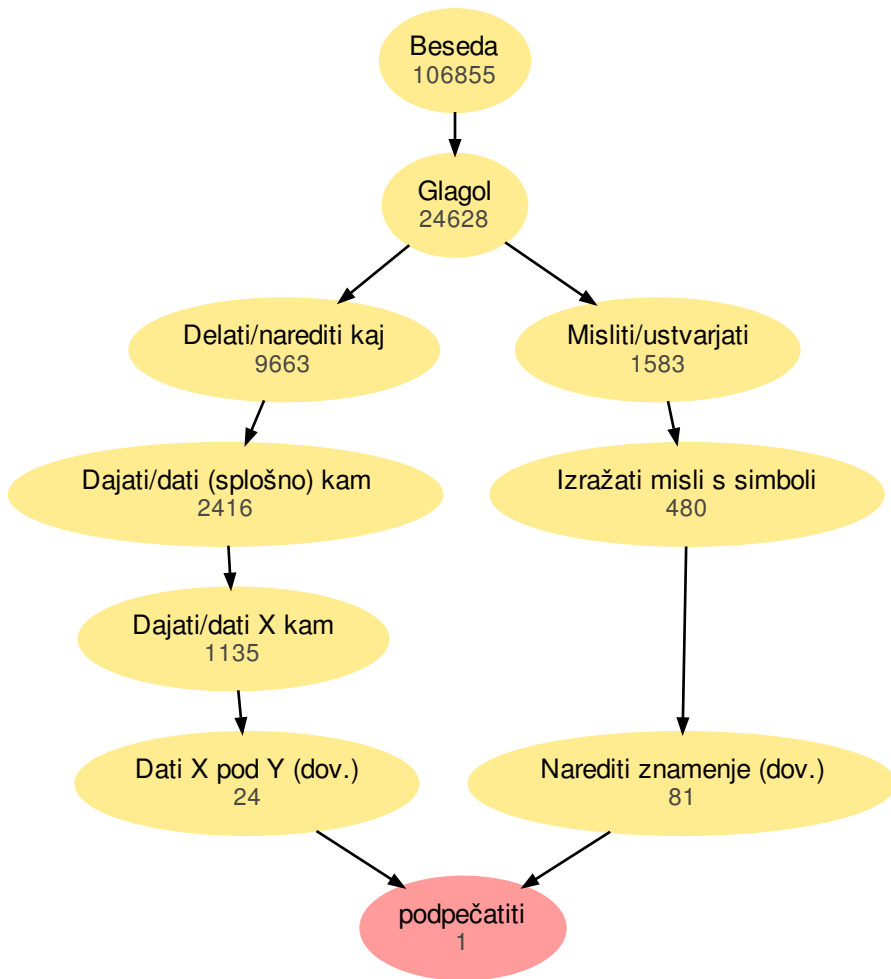 Beseda
106855
Glagol
24628
Delati/narediti kaj
9663
Misliti/ustvarjati
1583
Dajati/dati (splošno) kam
2416
Izražati misli s simboli
480
Dajati/dati X kam
1135
Dati X pod Y (dov.)
24
Narediti znamenje (dov.)
81
podpečatiti
1